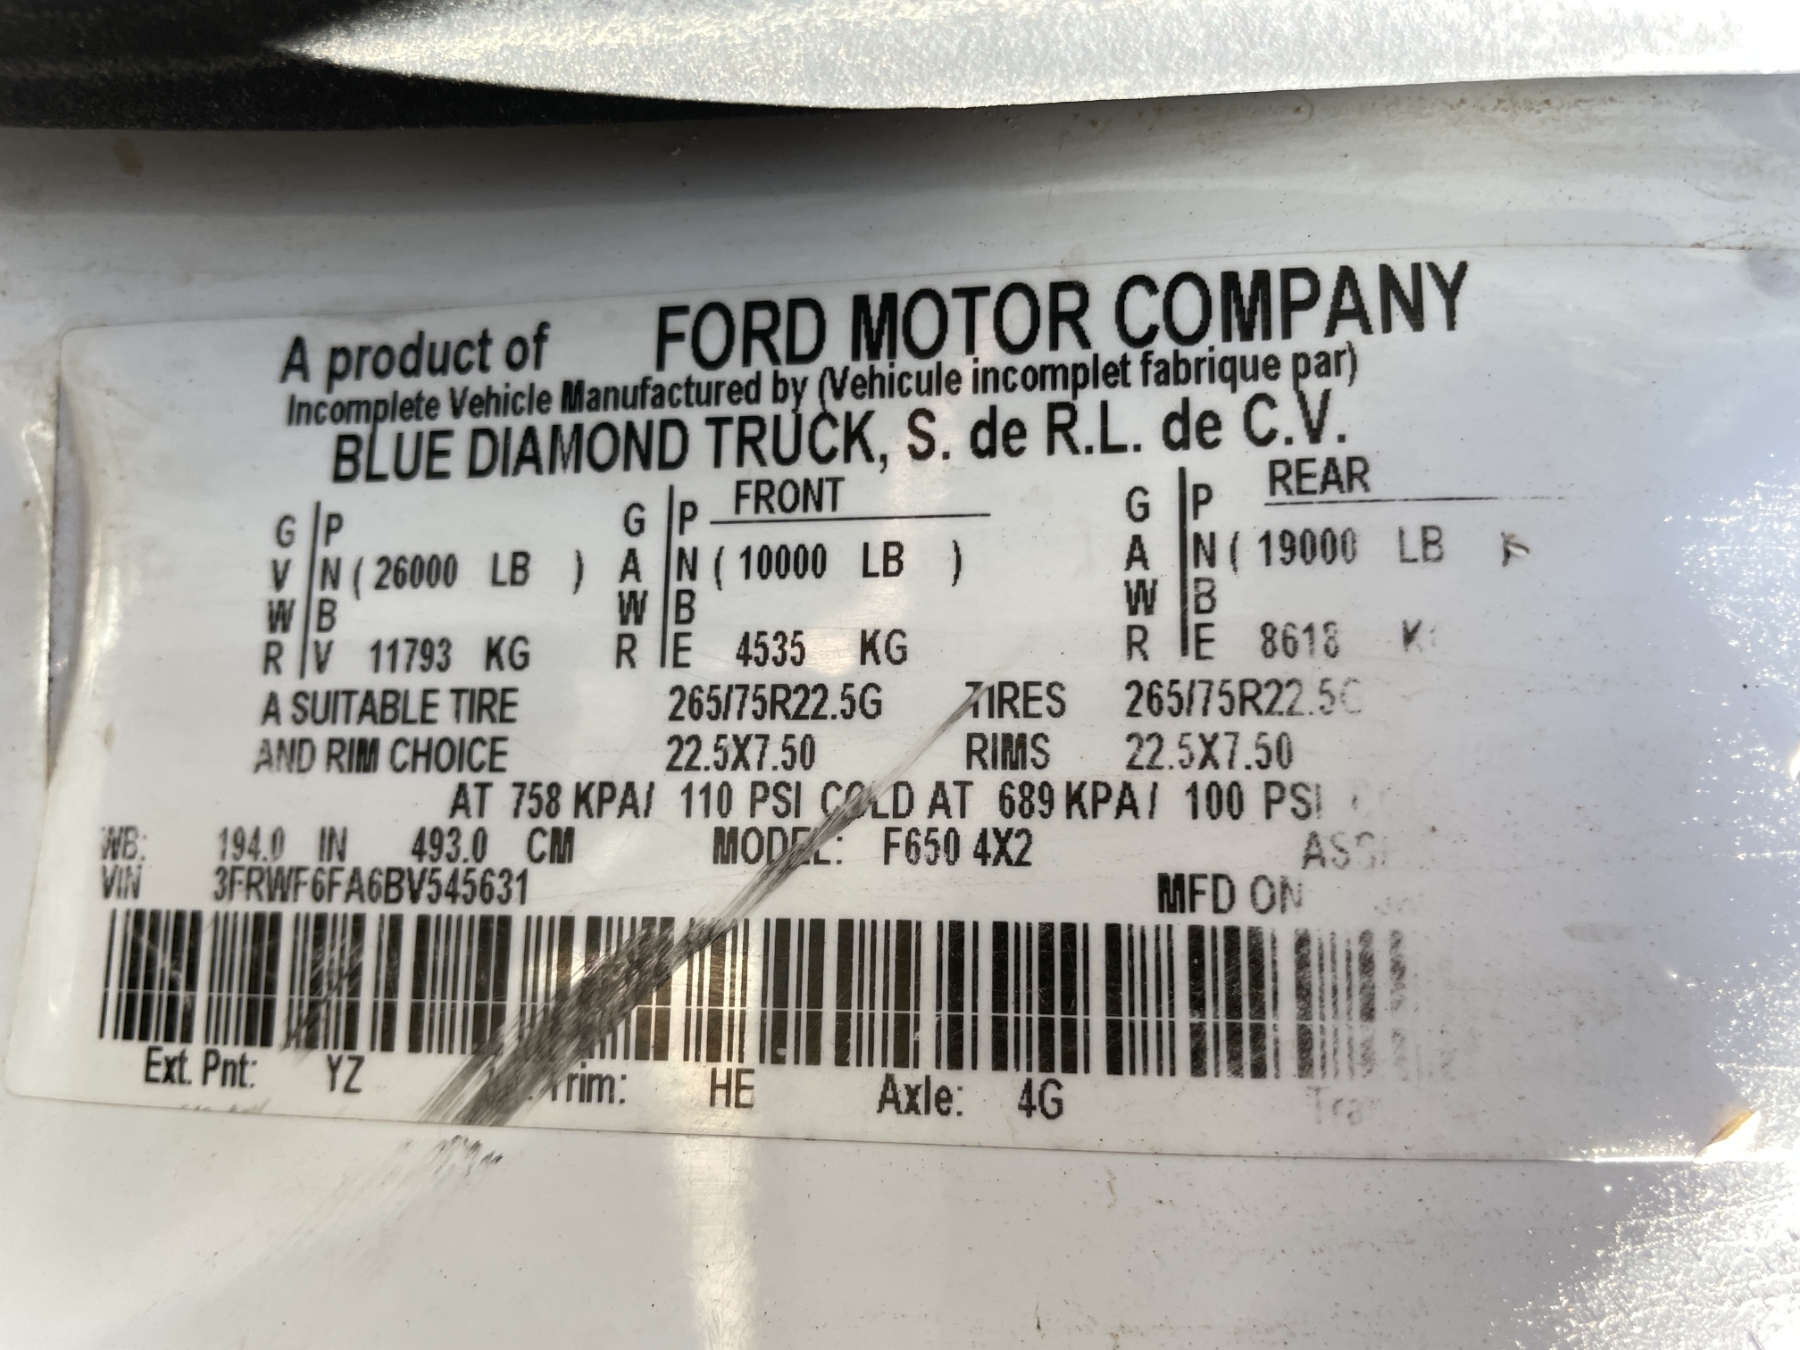 A product of FORD MOTOR COMPANY
Incomplete Vehicle Manufactured by (Vehicule incomplet fabrique par)
BLUE DIAMOND TRUCK, S. de R.L. de C.V.
G P G P FRONT G P REAR
V N ( 26000 LB ) A N ( 10000 LB ) A N ( 19000 LB
W B W B W B
R V 11793 KG R E 4535 KG R E 8618
A SUITABLE TIRE 265/75R22.5G TIRES 265/75R22.5G
AND RIM CHOICE 22.5X7.50 RIMS 22.5X7.50
AT 758 KPA/ 110 PSI COLD AT 689 KPA/ 100 PSI
WB: 194.0 IN 493.0 CM MODEL: F650 4X2
VIN 3FRWF6FA6BV545631 MFD ON
Ext. Pnt: YZ Trim: HE Axle: 4G